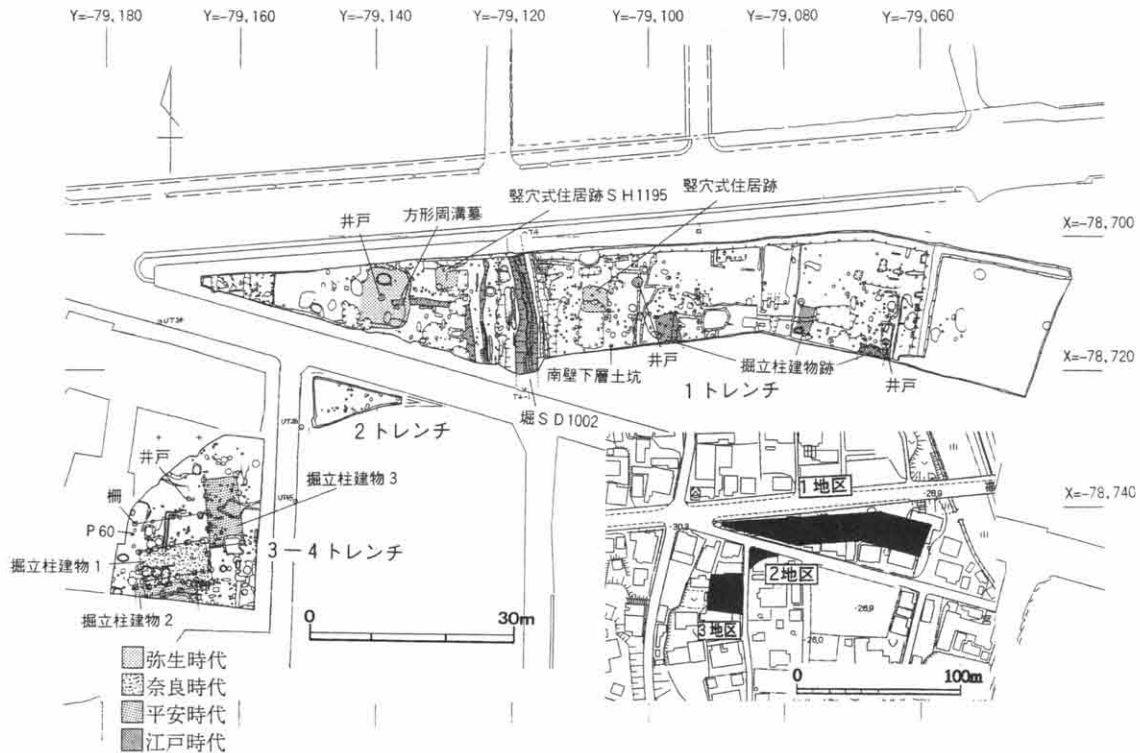 Y=-79,180
Y=-79,160
Y=-79,140
Y=-79,120
Y=-79,100
Y=-79,080
Y=-79,060
竪穴式住居跡ＳＨ1195
竪穴式住居跡
方形周溝墓
井戸
X=-78,700
X=-78,720
井戸
掘立柱建物跡
井戸
南壁下層土坑
1トレンチ
堀ＳＤ1002
2トレンチ
井戸
掘立柱建物3
柵
P60
3－4トレンチ
掘立柱建物1
掘立柱建物2
X=-78,740
0
30m
弥生時代
奈良時代
平安時代
江戸時代
1地区
-26.9
2地区
-26.9
3地区
-26.0
0
100m